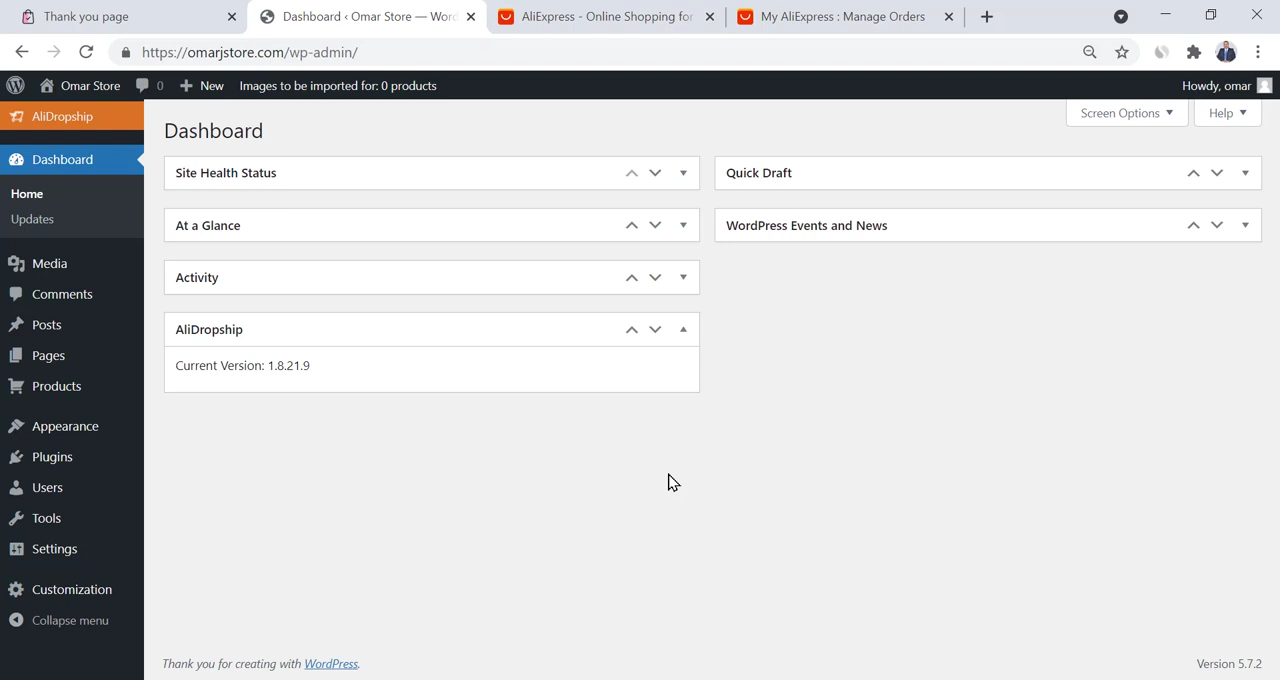 Thank you page
Dashboard ‹ Omar Store — Word
AliExpress - Online Shopping for
My AliExpress : Manage Orders
https://omarjstore.com/wp-admin/
Omar Store
0
New
Images to be imported for: 0 products
Howdy, omar
AliDropship
Dashboard
Home
Updates
Media
Comments
Posts
Pages
Products
Appearance
Plugins
Users
Tools
Settings
Customization
Collapse menu
Screen Options
Help
Dashboard
Site Health Status
At a Glance
Activity
AliDropship
Current Version: 1.8.21.9
Quick Draft
WordPress Events and News
Thank you for creating with WordPress.
Version 5.7.2